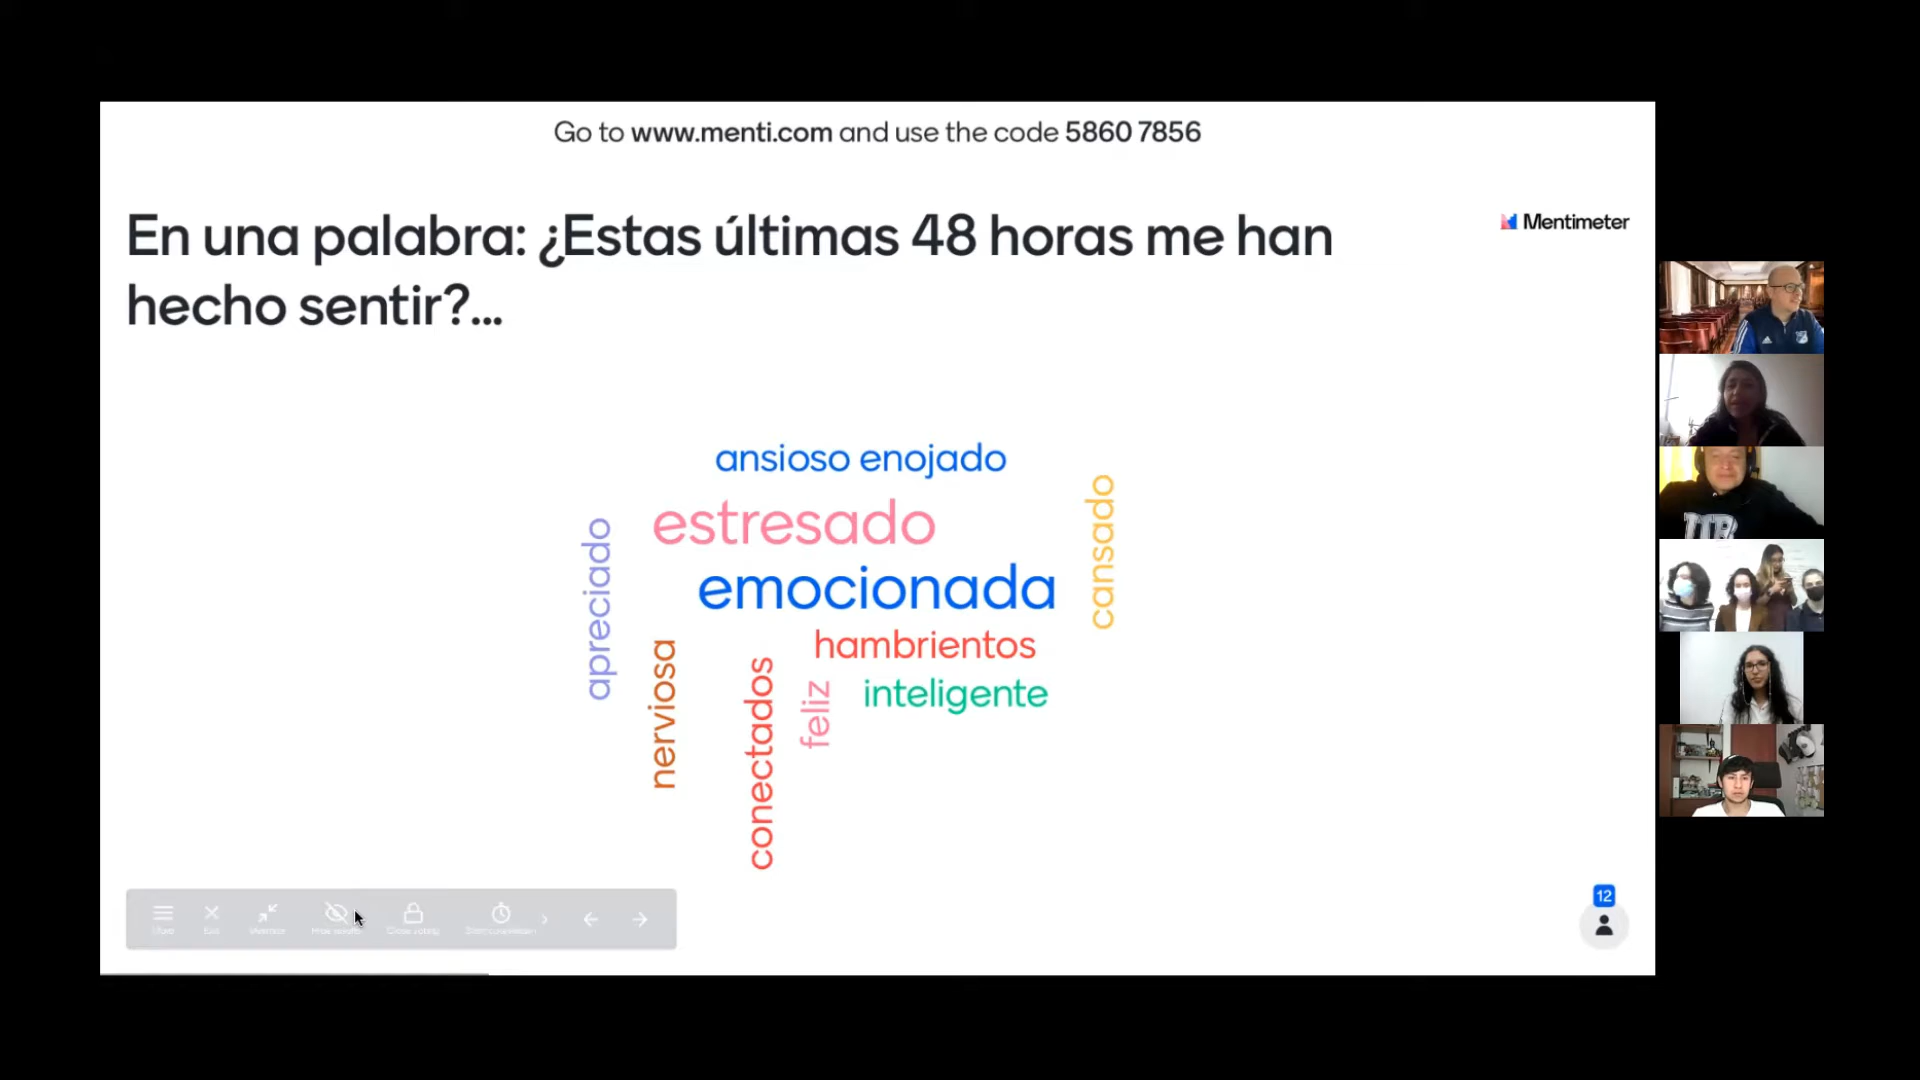 Go to www.menti.com and use the code 5860 7856
En una palabra: ¿Estas últimas 48 horas me han
hecho sentir?...
Mentimeter
ansioso enojado
estresado
cansado
apreciado
emocionada
hambrientos
nerviosa
conectados
feliz
inteligente
Exit
12